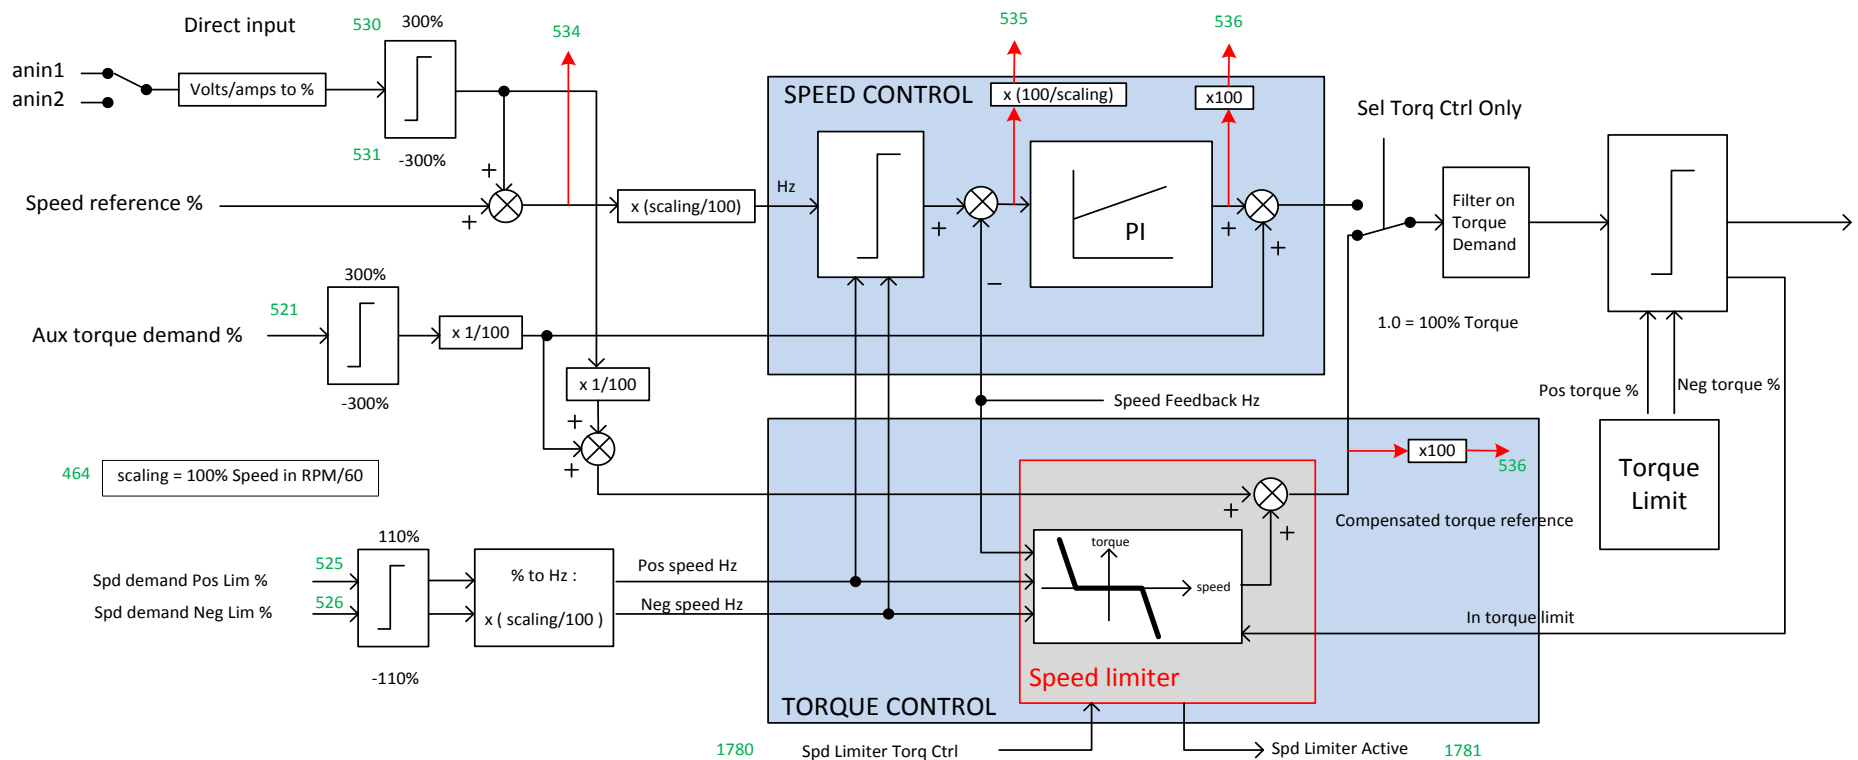 Direct input
530
300%
534
535
536
anin1
anin2
Volts/amps to %
SPEED CONTROL
x (100/scaling)
x100
Sel Torq Ctrl Only
531
-300%
+
Speed reference %
+
x (scaling/100)
Hz
+
−
PI
+
+
Filter on
Torque
Demand
300%
521
Aux torque demand %
x 1/100
-300%
1.0 = 100% Torque
x 1/100
Speed Feedback Hz
Pos torque %
Neg torque %
+
+
464
scaling = 100% Speed in RPM/60
x100
536
Torque
Limit
+
+
Compensated torque reference
110%
525
Spd demand Pos Lim %
526
Spd demand Neg Lim %
-110%
% to Hz :
x ( scaling/100 )
Pos speed Hz
Neg speed Hz
torque
speed
In torque limit
Speed limiter
TORQUE CONTROL
1780
Spd Limiter Torq Ctrl
Spd Limiter Active
1781